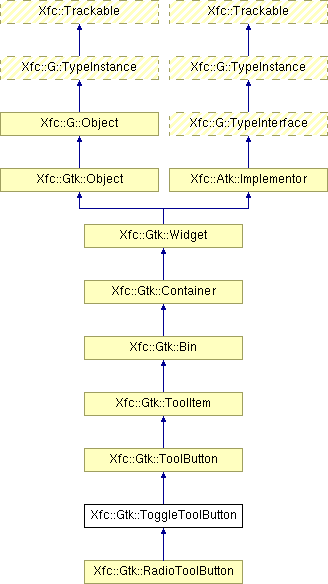 Xfc::Trackable
Xfc::Trackable
Xfc::G::TypeInstance
Xfc::G::TypeInstance
Xfc::G::Object
Xfc::G::TypeInterface
Xfc::Gtk::Object
Xfc::Atk::Implementor
Xfc::Gtk::Widget
Xfc::Gtk::Container
Xfc::Gtk::Bin
Xfc::Gtk::ToolItem
Xfc::Gtk::ToolButton
Xfc::Gtk::ToggleToolButton
Xfc::Gtk::RadioToolButton